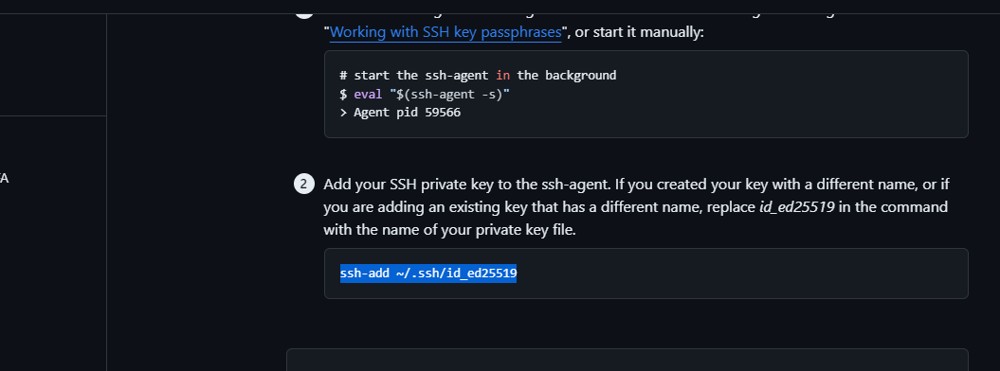 "Working with SSH key passphrases", or start it manually:
# start the ssh-agent in the background
$ eval "$(ssh-agent -s)"
> Agent pid 59566
2 Add your SSH private key to the ssh-agent. If you created your key with a different name, or if
you are adding an existing key that has a different name, replace id_ed25519 in the command
with the name of your private key file.
ssh-add ~/.ssh/id_ed25519
A